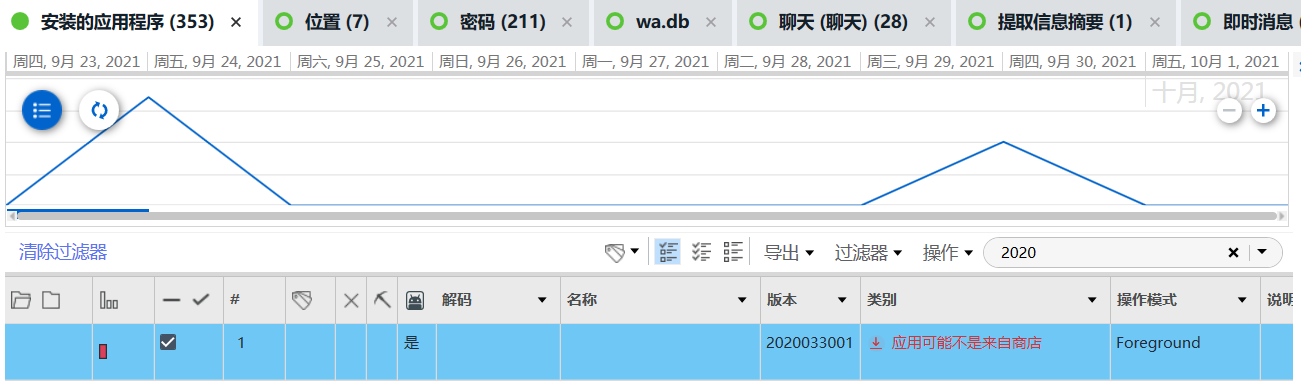 安装的应用程序 (353) 位置 (7) 密码 (211) wa.db 聊天 (聊天) (28) 提取信息摘要 (1) 即时消息
周四, 9月 23, 2021 周五, 9月 24, 2021 周六, 9月 25, 2021 周日, 9月 26, 2021 周一, 9月 27, 2021 周二, 9月 28, 2021 周三, 9月 29, 2021 周四, 9月 30, 2021 周五, 10月 1, 2021
十月, 2021
清除过滤器 导出 过滤器 操作 2020
# 解码 名称 版本 类别 操作模式 说明
1 是 2020033001 应用可能不是来自商店 Foreground